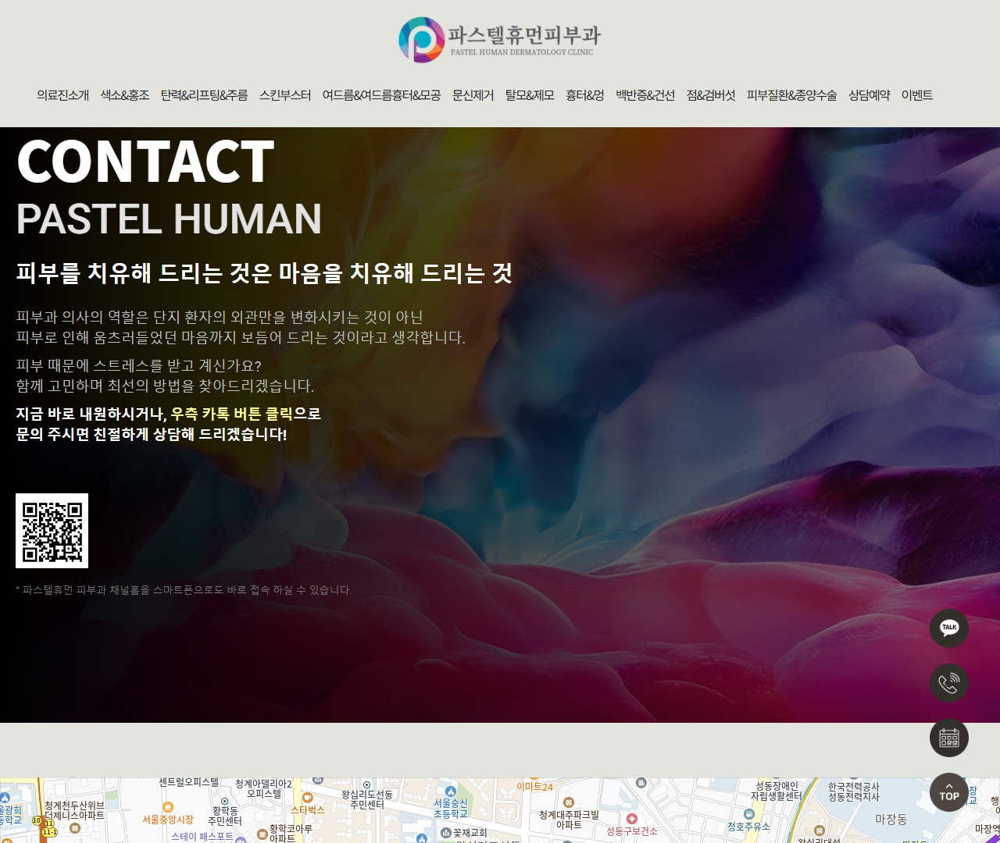 파스텔휴먼피부과
PASTEL HUMAN DERMATOLOGY CLINIC
의료진소개 색소&홍조 탄력&리프팅&주름 스킨부스터 여드름&여드름흉터&모공 문신제거 탈모&제모 흉터&멍 백반증&건선 점&검버섯 피부질환&종양수술 상담예약 이벤트
CONTACT
PASTEL HUMAN
피부를 치유해 드리는 것은 마음을 치유해 드리는 것
피부과 의사의 역할은 단지 환자의 외관만을 변화시키는 것이 아닌
피부로 인해 움츠러들었던 마음까지 보듬어 드리는 것이라고 생각합니다.
피부 때문에 스트레스를 받고 계신가요?
함께 고민하며 최선의 방법을 찾아드리겠습니다.
지금 바로 내원하시거나, 우측 카톡 버튼 클릭으로
문의 주시면 친절하게 상담해 드리겠습니다!
* 파스텔휴먼 피부과 채널홈을 스마트폰으로도 바로 접속 하실 수 있습니다.
TALK
TOP
센트럴오피스텔
청계아델리아2
오피스텔
왕십리도선동
주민센터
이마트24
성동장애인
자립생활센터
한국전력공사
성동전력지사
청계천두산위브
더제니스아파트
서울중앙시장
황학동
주민센터
스타벅스
서울숭신
초등학교
청계대주파크빌
아파트
정호주유소
마장동
10
11
11-1
스테이 패스포트
황학코아루
아파트
꽃재교회
성동구보건소
마장역